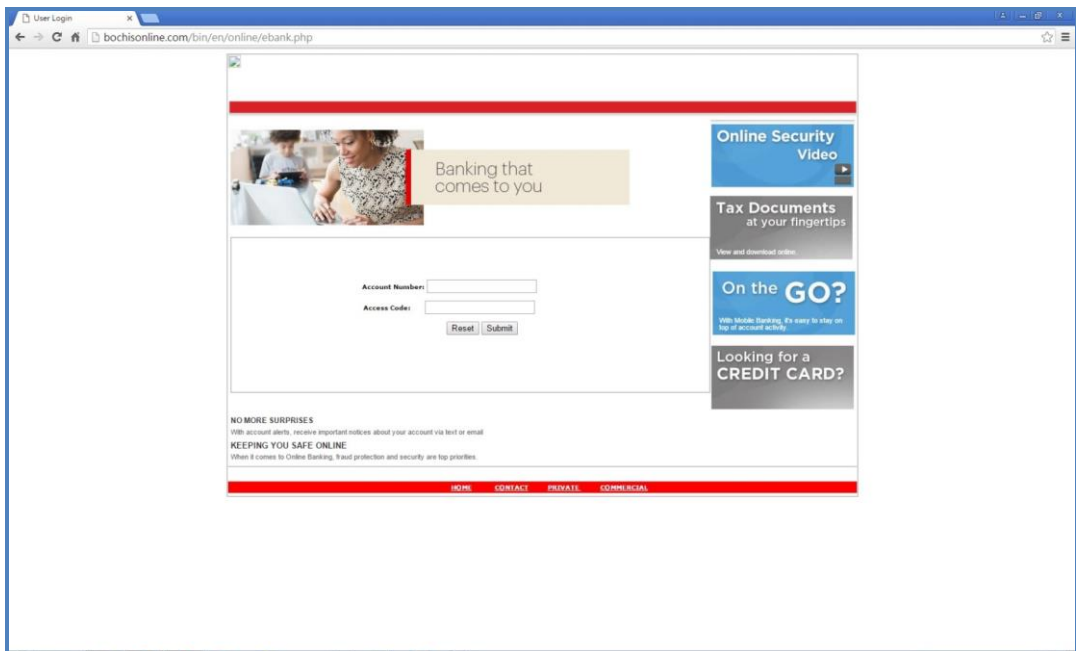 User Login
bochisonline.com/bin/en/online/ebank.php
Banking that
comes to you
Online Security
Video
Tax Documents
at your fingertips
View and download online.
Account Number:
Access Code:
Reset Submit
On the GO?
With Mobile Banking, it's easy to stay on
top of account activity.
Looking for a
CREDIT CARD?
NO MORE SURPRISES
With account alerts, receive important notices about your account via text or email
KEEPING YOU SAFE ONLINE
When it comes to Online Banking, fraud protection and security are top priorities.
HOME CONTACT PRIVATE COMMERCIAL